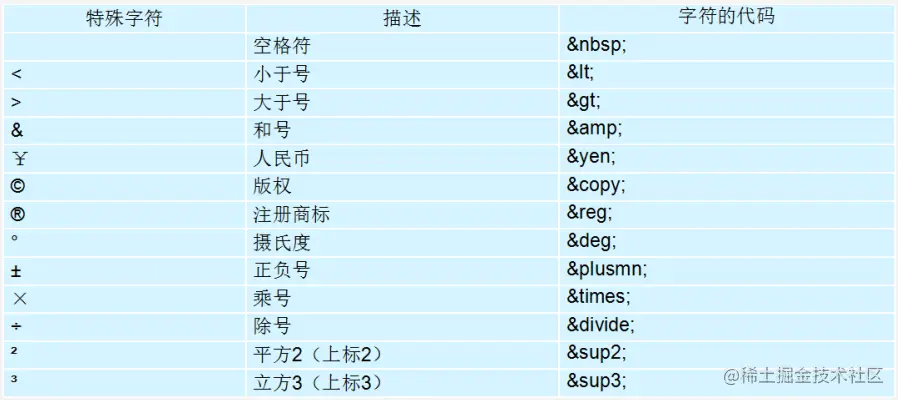 特殊字符 描述 字符的代码
空格符 &nbsp;
< 小于号 &lt;
> 大于号 &gt;
& 和号 &amp;
￥ 人民币 &yen;
© 版权 &copy;
® 注册商标 &reg;
° 摄氏度 &deg;
± 正负号 &plusmn;
× 乘号 &times;
÷ 除号 &divide;
² 平方2（上标2） &sup2;
³ 立方3（上标3） &sup3;
@稀土掘金技术社区